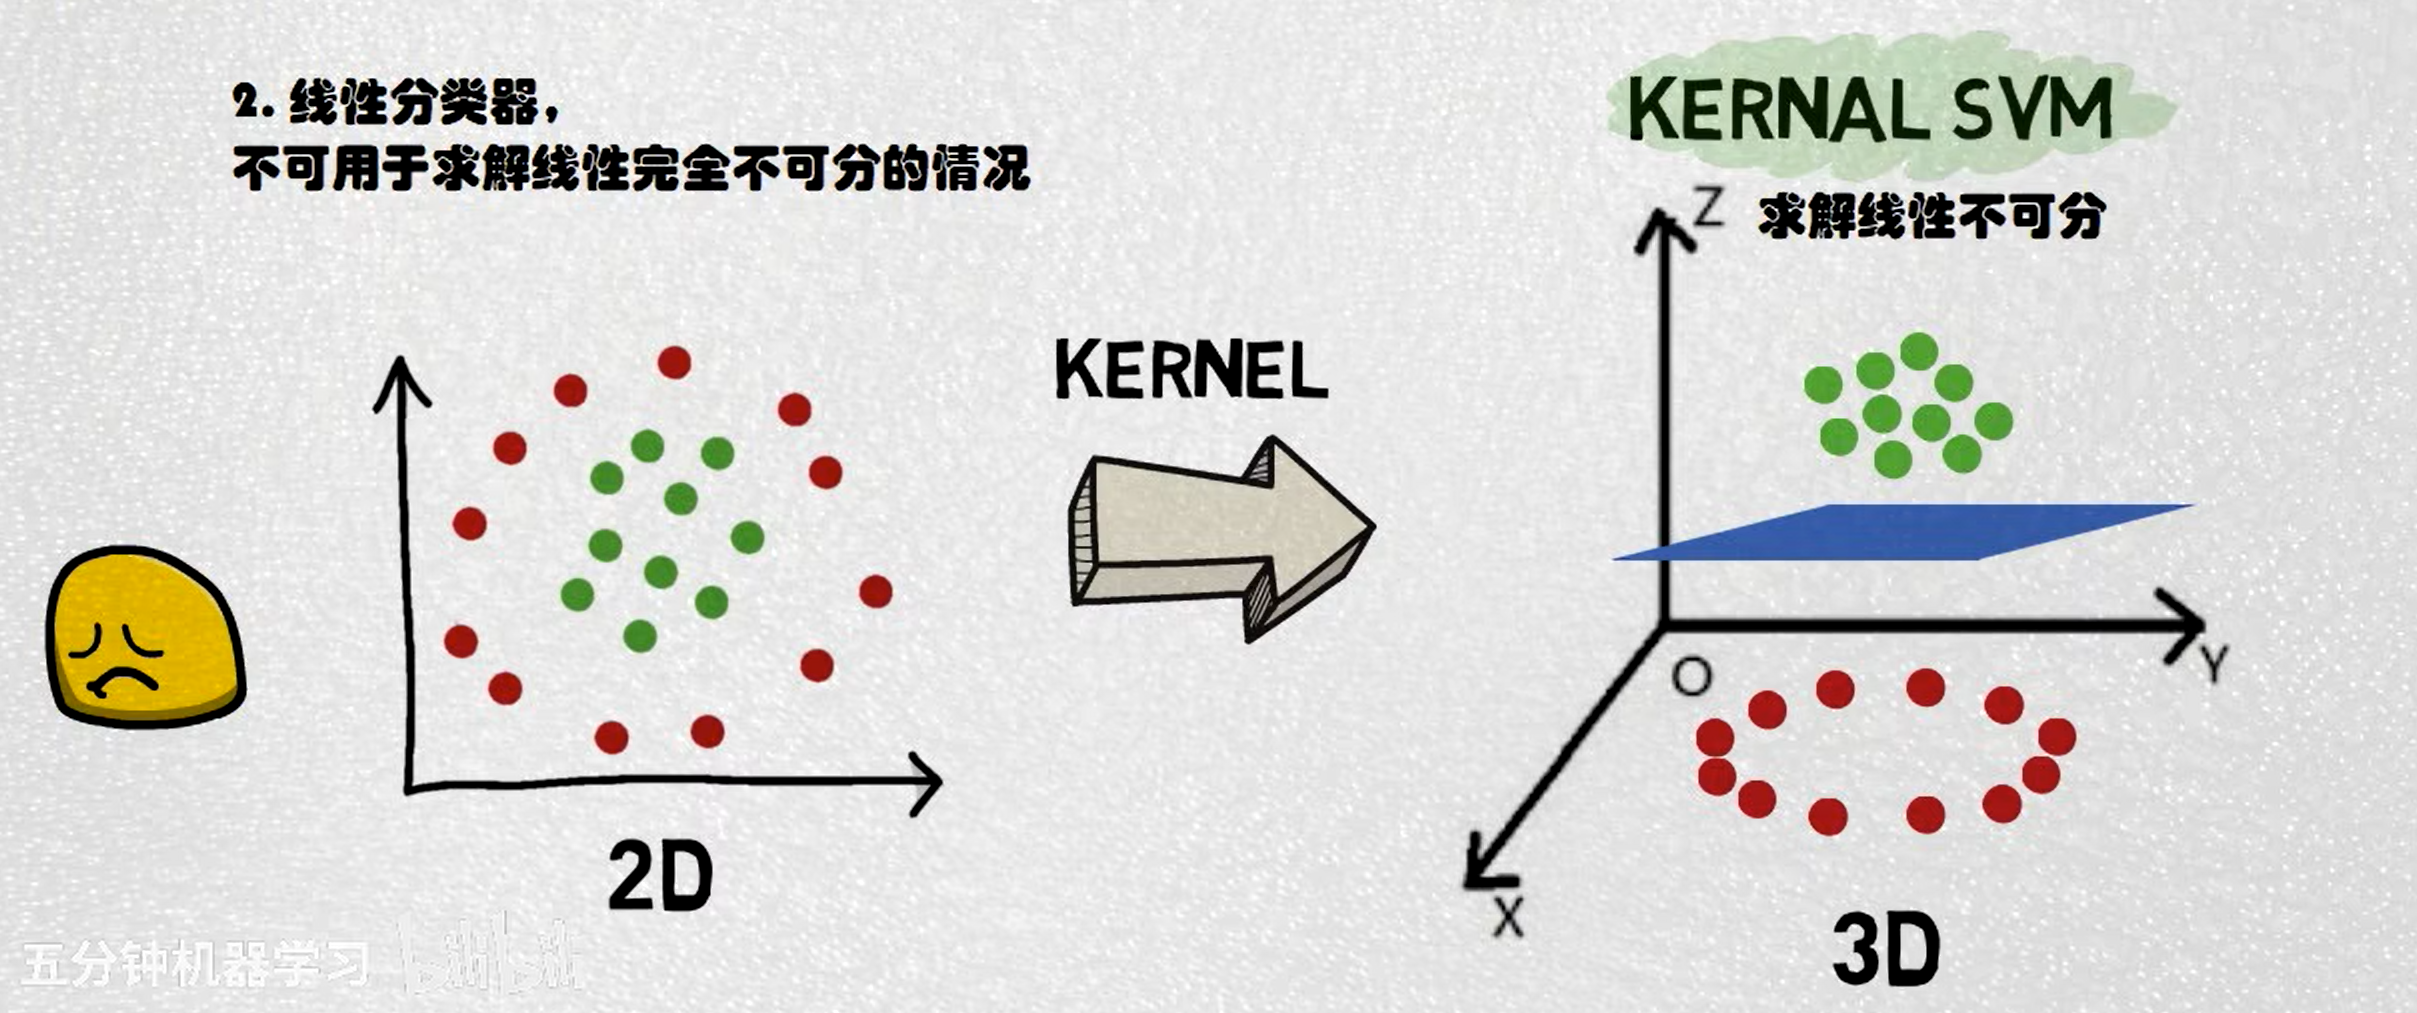 2. 线性分类器,
不可用于求解线性完全不可分的情况
KERNAL SVM
求解线性不可分
KERNEL
Z
Y
O
X
2D
3D
五分钟机器学习 bilibili